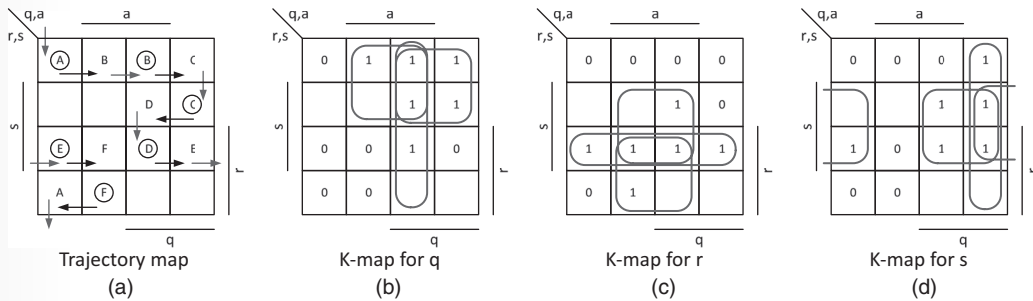 q,a a
r,s
A B B C
D C
s
E F D E
r
A F
q
Trajectory map
(a)
q,a a
r,s
0 1 1 1
1 1
s
0 0 1 0
r
0 0
q
K-map for q
(b)
q,a a
r,s
0 0 0 0
1 0
s
1 1 1 1
r
0 1
q
K-map for r
(c)
q,a a
r,s
0 0 0 1
1 1
s
1 0 1 1
r
0 0 1
q
K-map for s
(d)